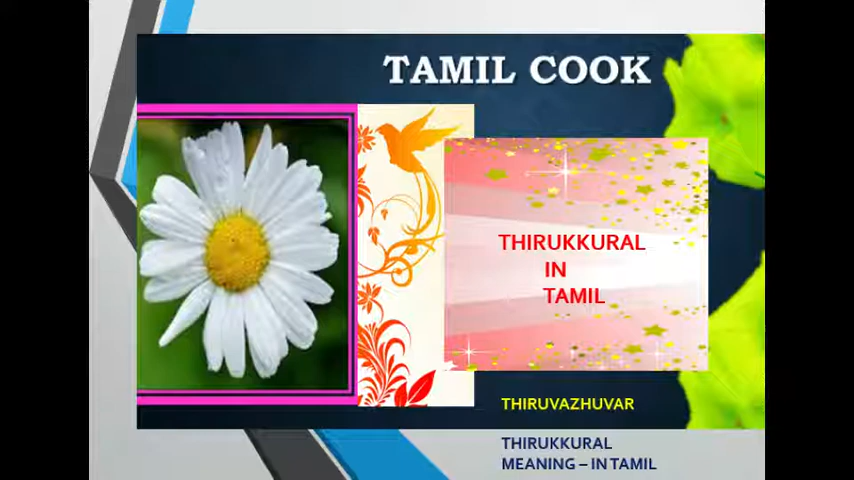 TAMIL COOK
THIRUKKURAL
IN
TAMIL
THIRUVAZHUVAR
THIRUKKURAL
MEANING – IN TAMIL